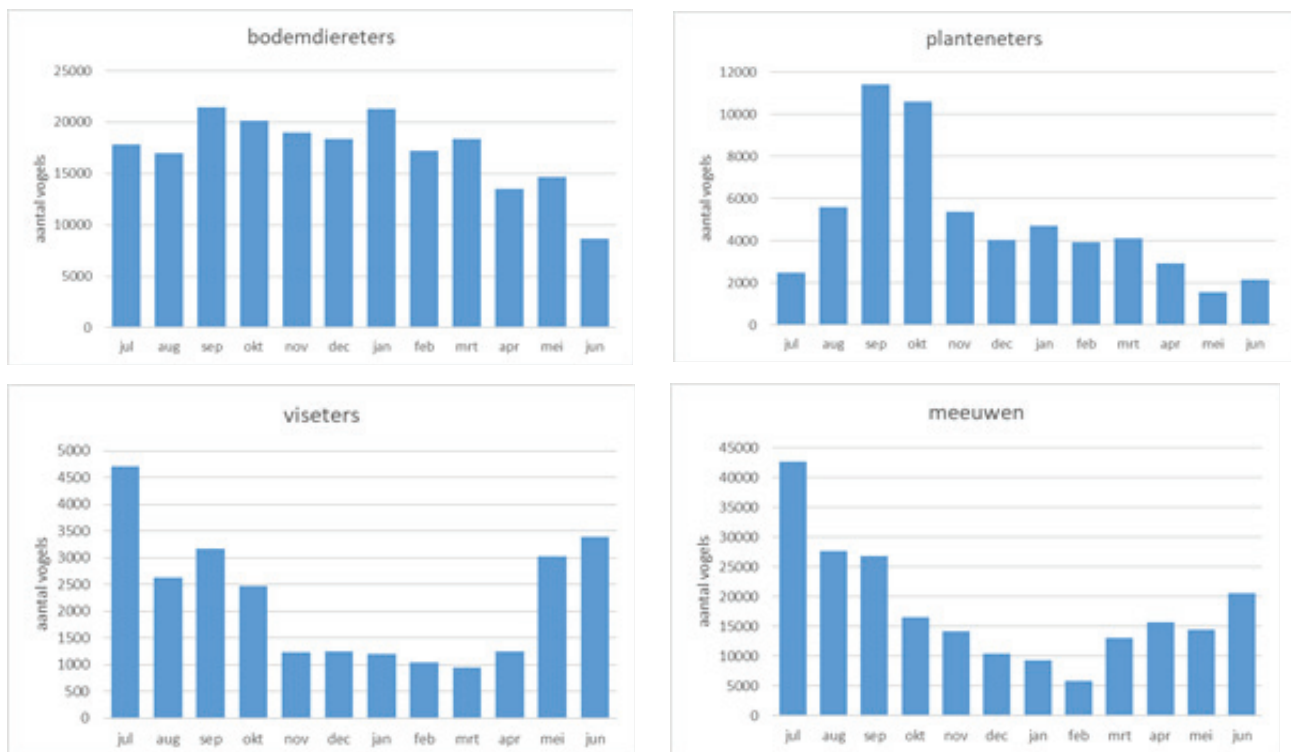 bodemdiereters
25000
20000
15000
10000
5000
0
aantal vogels
jul aug sep okt nov dec jan feb mrt apr mei jun
planteneters
12000
10000
8000
6000
4000
2000
0
aantal vogels
jul aug sep okt nov dec jan feb mrt apr mei jun
viseters
5000
4500
4000
3500
3000
2500
2000
1500
1000
500
0
aantal vogels
jul aug sep okt nov dec jan feb mrt apr mei jun
meeuwen
45000
40000
35000
30000
25000
20000
15000
10000
5000
0
aantal vogels
jul aug sep okt nov dec jan feb mrt apr mei jun